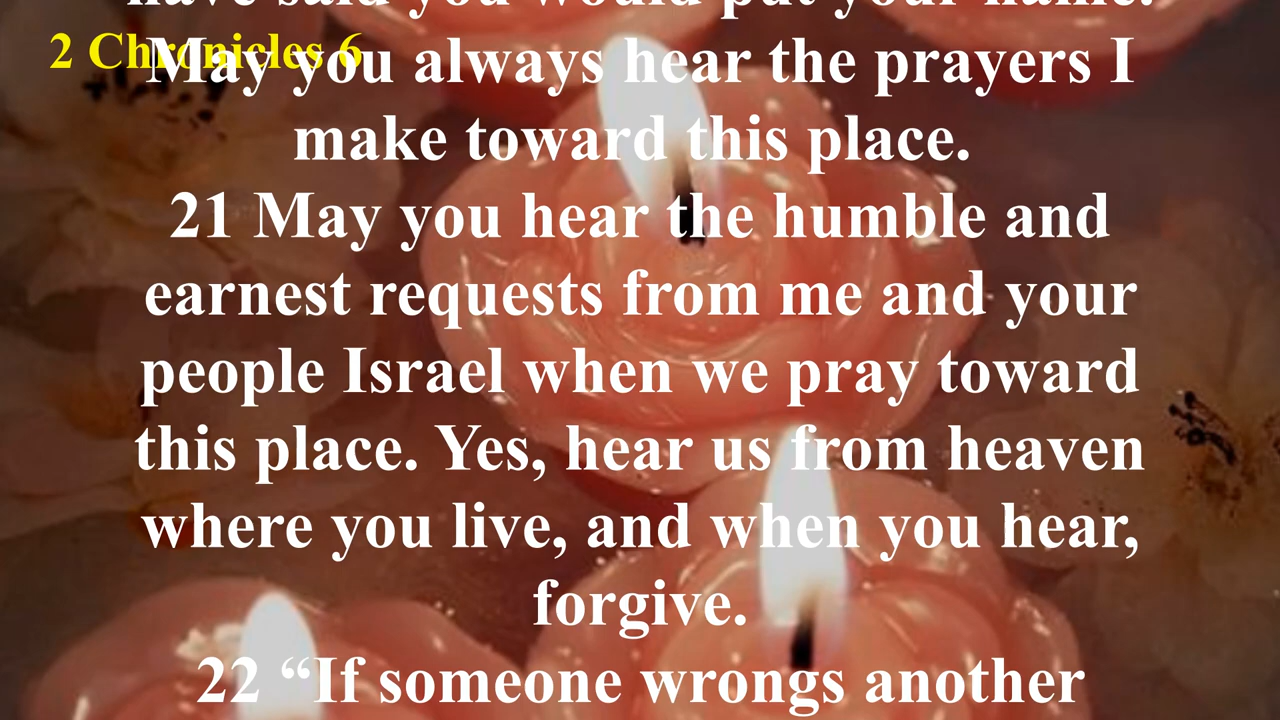 have said you would put your name.
2 Chronicles 6
May you always hear the prayers I
make toward this place.
21 May you hear the humble and
earnest requests from me and your
people Israel when we pray toward
this place. Yes, hear us from heaven
where you live, and when you hear,
forgive.
22 “If someone wrongs another